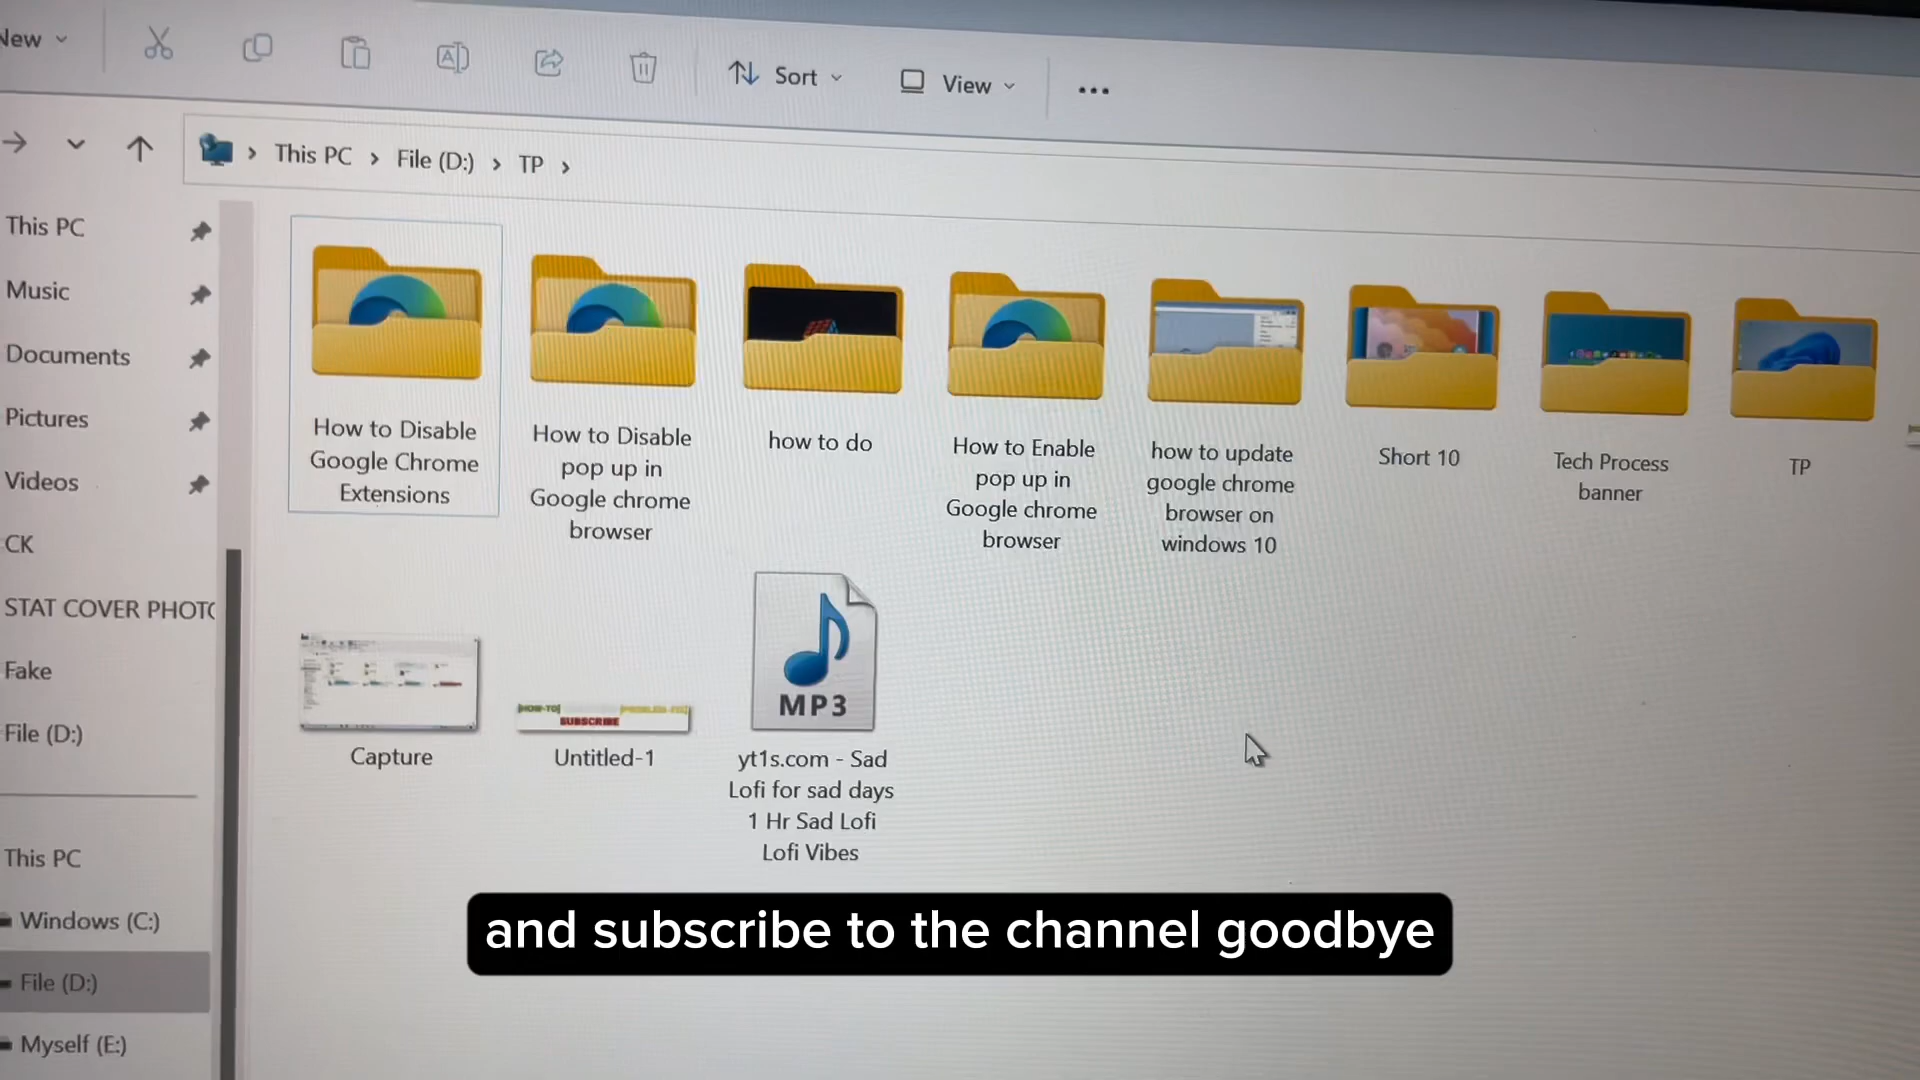 New
Sort
View
...
This PC > File (D:) > TP >
This PC
Music
Documents
Pictures
Videos
CK
STAT COVER PHOTO
Fake
File (D:)
This PC
Windows (C:)
File (D:)
Myself (E:)
How to Disable
Google Chrome
Extensions
How to Disable
pop up in
Google chrome
browser
how to do
How to Enable
pop up in
Google chrome
browser
how to update
google chrome
browser on
windows 10
Short 10
Tech Process
banner
TP
Capture
[HOW-TO]
SUBSCRIBE
Untitled-1
MP3
yt1s.com - Sad
Lofi for sad days
1 Hr Sad Lofi
Lofi Vibes
and subscribe to the channel goodbye